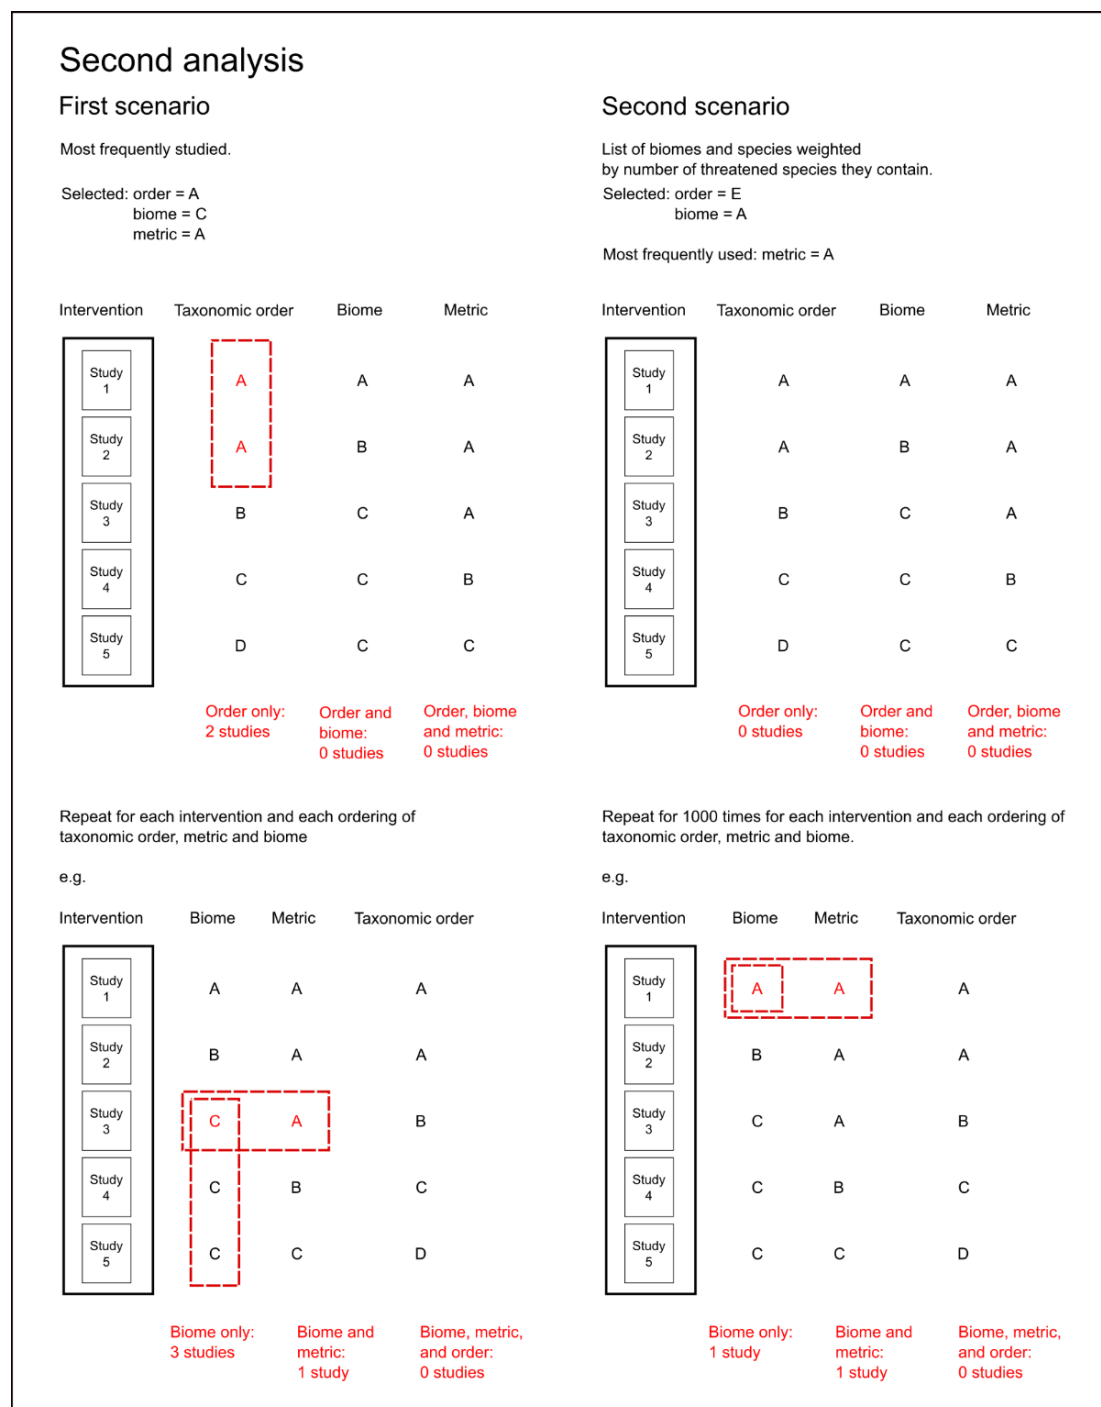 Second analysis
First scenario
Most frequently studied.
Selected: order = A
biome = C
metric = A
Intervention Taxonomic order Biome Metric
Study
1
A A A
Study
2
A B A
Study
3
B C A
Study
4
C C B
Study
5
D C C
Order only:
2 studies
Order and
biome:
0 studies
Order, biome
and metric:
0 studies
Repeat for each intervention and each ordering of
taxonomic order, metric and biome
e.g.
Intervention Biome Metric Taxonomic order
Study
1
A A A
Study
2
B A A
Study
3
C A B
Study
4
C B C
Study
5
C C D
Biome only:
3 studies
Biome and
metric:
1 study
Biome, metric,
and order:
0 studies
Second scenario
List of biomes and species weighted
by number of threatened species they contain.
Selected: order = E
biome = A
Most frequently used: metric = A
Intervention Taxonomic order Biome Metric
Study
1
A A A
Study
2
A B A
Study
3
B C A
Study
4
C C B
Study
5
D C C
Order only:
0 studies
Order and
biome:
0 studies
Order, biome
and metric:
0 studies
Repeat for 1000 times for each intervention and each ordering of
taxonomic order, metric and biome.
e.g.
Intervention Biome Metric Taxonomic order
Study
1
A A A
Study
2
B A A
Study
3
C A B
Study
4
C B C
Study
5
C C D
Biome only:
1 study
Biome and
metric:
1 study
Biome, metric,
and order:
0 studies